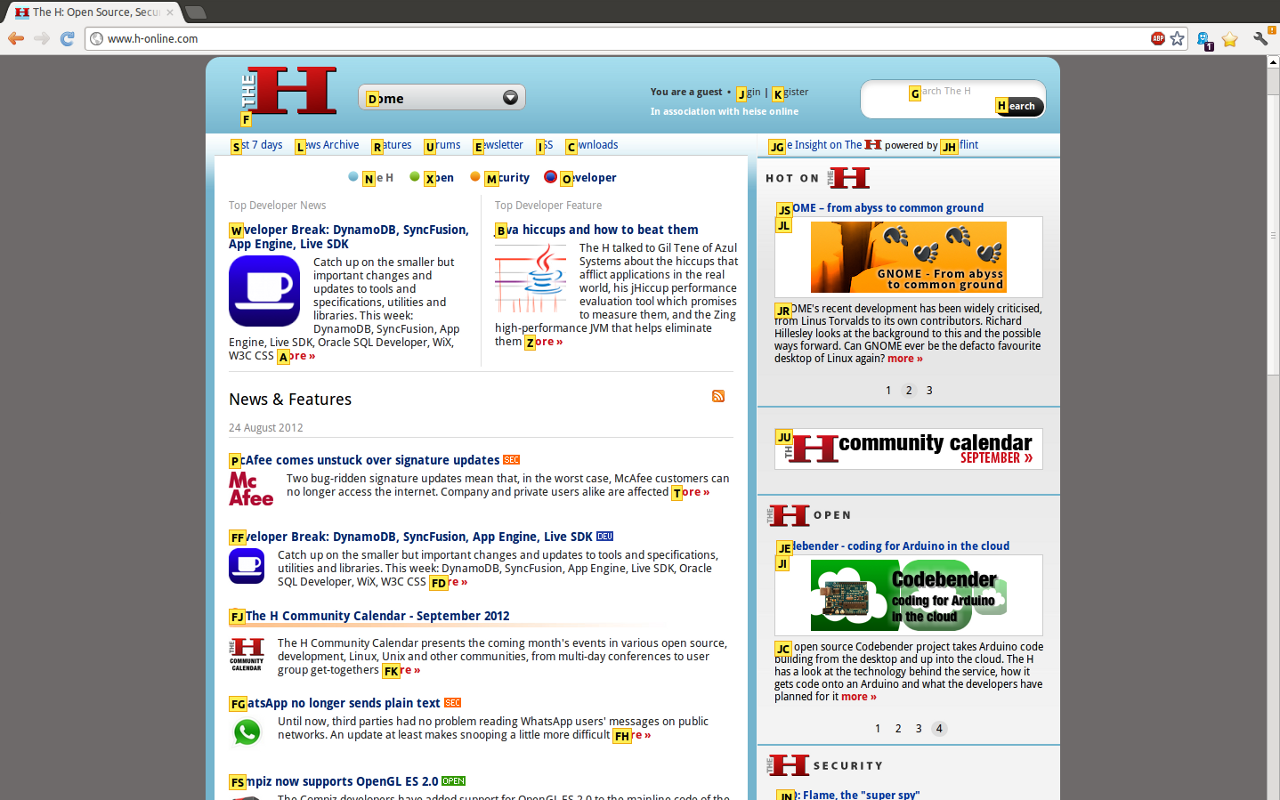 The H: Open Source, Secu
www.h-online.com
ABP
1
THE H
F
D ome
You are a guest • J gin | K gister
In association with heise online
G arch The H
H earch
S st 7 days L ews Archive R atures U rums E ewsletter I SS C wnloads
JG e Insight on The H powered by JH flint
N e H X pen M curity O eveloper
Top Developer News
W veloper Break: DynamoDB, SyncFusion,
App Engine, Live SDK
Catch up on the smaller but
important changes and
updates to tools and
specifications, utilities and
libraries. This week:
DynamoDB, SyncFusion, App
Engine, Live SDK, Oracle SQL Developer, WiX,
W3C CSS A ore »
Top Developer Feature
B va hiccups and how to beat them
The H talked to Gil Tene of Azul
Systems about the hiccups that
afflict applications in the real
world, his jHiccup performance
evaluation tool which promises
to measure them, and the Zing
high-performance JVM that helps eliminate
them Z ore »
News & Features
24 August 2012
P cAfee comes unstuck over signature updates SEC
Mc
Afee
Two bug-ridden signature updates mean that, in the worst case, McAfee customers can
no longer access the internet. Company and private users alike are affected T ore »
FF veloper Break: DynamoDB, SyncFusion, App Engine, Live SDK DEV
Catch up on the smaller but important changes and updates to tools and specifications,
utilities and libraries. This week: DynamoDB, SyncFusion, App Engine, Live SDK, Oracle
SQL Developer, WiX, W3C CSS FD re »
FJ The H Community Calendar - September 2012
THE H
COMMUNITY
CALENDAR
The H Community Calendar presents the coming month's events in various open source,
development, Linux, Unix and other communities, from multi-day conferences to user
group get-togethers FK re »
FG atsApp no longer sends plain text SEC
Until now, third parties had no problem reading WhatsApp users' messages on public
networks. An update at least makes snooping a little more difficult FH re »
FS mpiz now supports OpenGL ES 2.0 OPEN
The Compiz developers have added support for OpenGL ES 2.0 to the mainline code of the
HOT ON THE H
JS OME – from abyss to common ground
JL
GNOME - From abyss
to common ground
JR OME's recent development has been widely criticised,
from Linus Torvalds to its own contributors. Richard
Hillesley looks at the background to this and the possible
ways forward. Can GNOME ever be the defacto favourite
desktop of Linux again? more »
1 2 3
JU
THE H community calendar
SEPTEMBER »
THE H OPEN
JE debender - coding for Arduino in the cloud
JI
Codebender
coding for Arduino
in the cloud
JC open source Codebender project takes Arduino code
building from the desktop and up into the cloud. The H
has a look at the technology behind the service, how it
gets code onto an Arduino and what the developers have
planned for it more »
1 2 3 4
THE H SECURITY
JN : Flame, the "super spy"